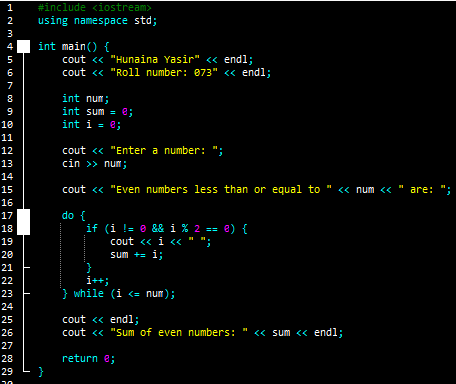 1 #include <iostream>
2 using namespace std;
3
4 int main() {
5 cout << "Hunaina Yasir" << endl;
6 cout << "Roll number: 073" << endl;
7
8 int num;
9 int sum = 0;
10 int i = 0;
11
12 cout << "Enter a number: ";
13 cin >> num;
14
15 cout << "Even numbers less than or equal to " << num << " are: ";
16
17 do {
18 if (i != 0 && i % 2 == 0) {
19 cout << i << " ";
20 sum += i;
21 }
22 i++;
23 } while (i <= num);
24
25 cout << endl;
26 cout << "Sum of even numbers: " << sum << endl;
27
28 return 0;
29 }
30